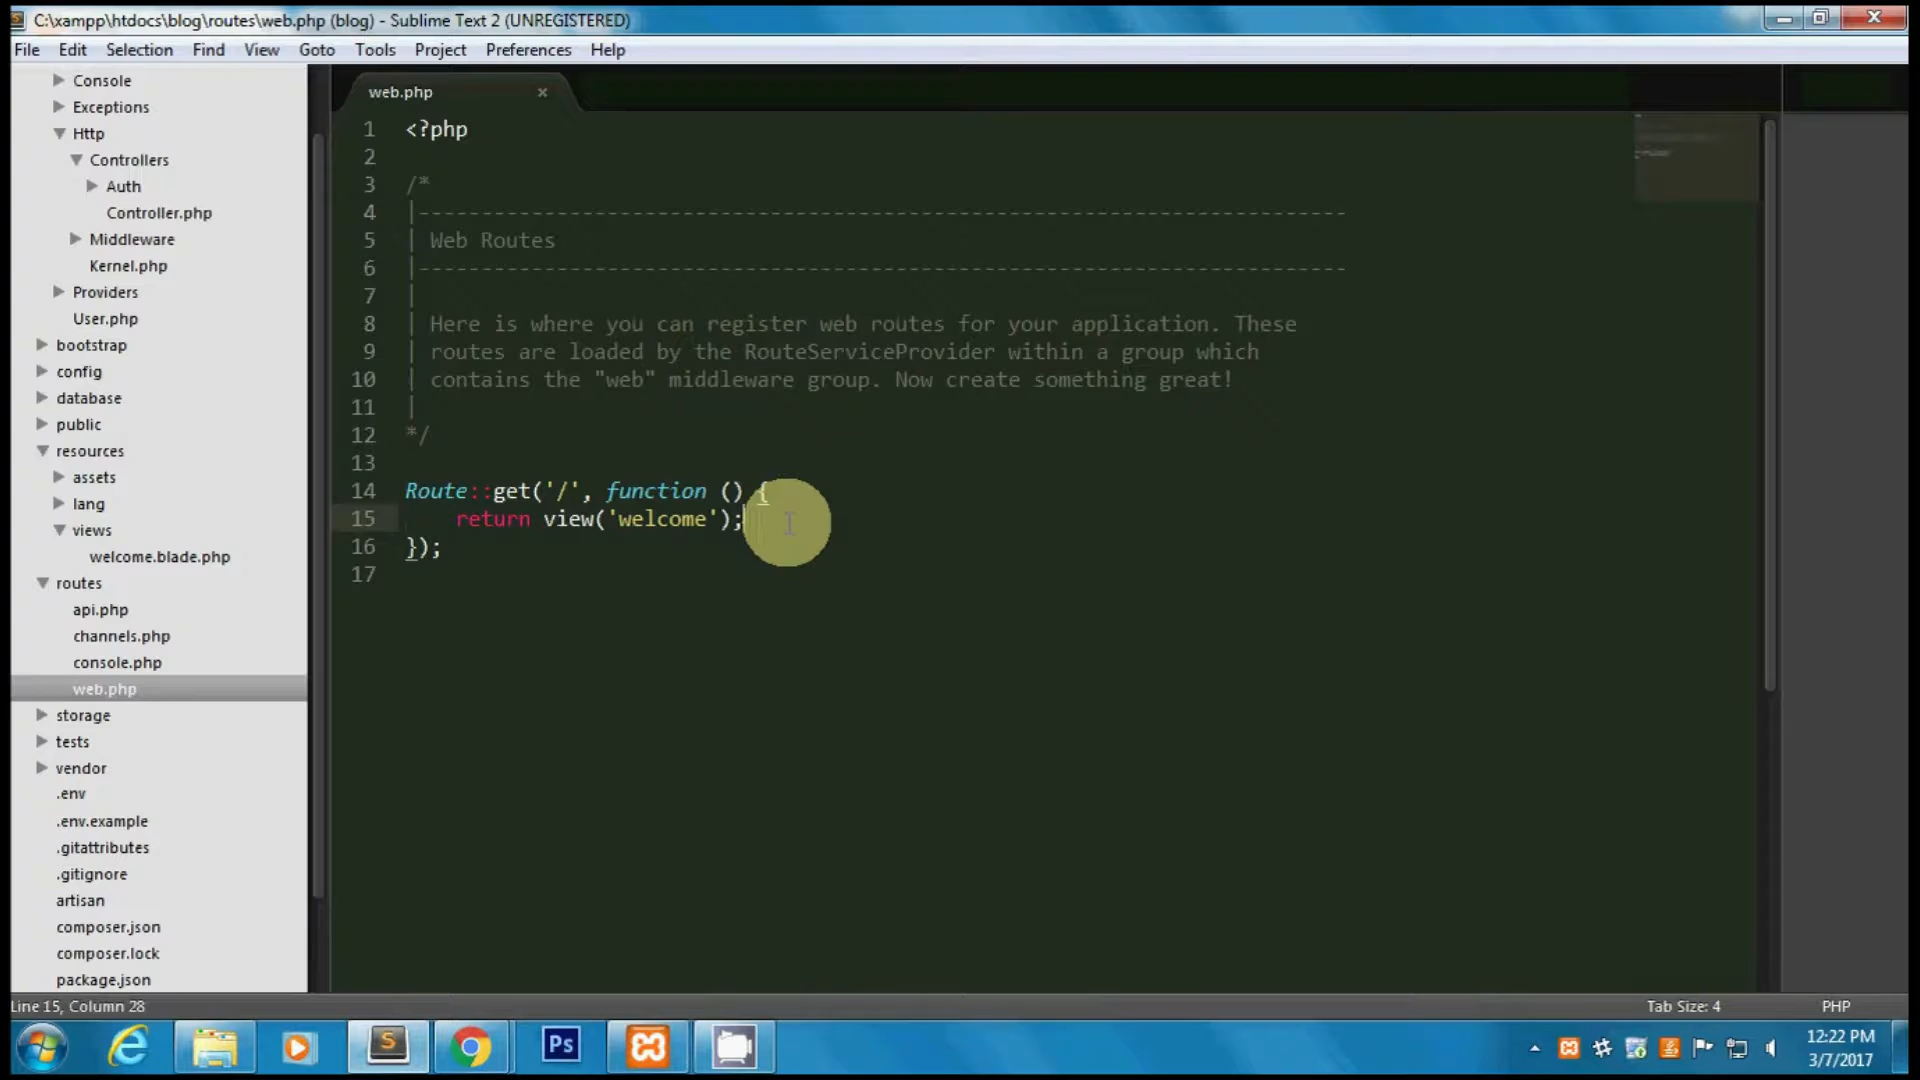 C:\xampp\htdocs\blog\routes\web.php (blog) - Sublime Text 2 (UNREGISTERED)
File Edit Selection Find View Goto Tools Project Preferences Help
Console
Exceptions
Http
Controllers
Auth
Controller.php
Middleware
Kernel.php
Providers
User.php
bootstrap
config
database
public
resources
assets
lang
views
welcome.blade.php
routes
api.php
channels.php
console.php
web.php
storage
tests
vendor
.env
.env.example
.gitattributes
.gitignore
artisan
composer.json
composer.lock
package.json
web.php ×
1 <?php
2
3 /*
4 |--------------------------------------------------------------------------
5 | Web Routes
6 |--------------------------------------------------------------------------
7 |
8 | Here is where you can register web routes for your application. These
9 | routes are loaded by the RouteServiceProvider within a group which
10 | contains the "web" middleware group. Now create something great!
11 |
12 */
13
14 Route::get('/', function () {
15     return view('welcome');
16 });
17
Line 15, Column 28
Tab Size: 4 PHP
Ps
12:22 PM
3/7/2017